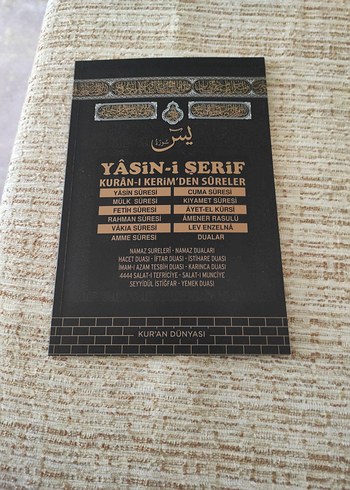 يس
YÂSİN-İ ŞERİF
KURÂN-I KERİM'DEN SÛRELER
YÂSİN SÛRESİ CUMA SÛRESİ
MÜLK SÛRESİ KIYAMET SÛRESİ
FETİH SÛRESİ ÂYET-EL KÜRSİ
RAHMAN SÛRESİ ÂMENER RASULÜ
VÂKIA SÛRESİ LEV ENZELNÂ
AMME SÛRESİ DUALAR
NAMAZ SURELERİ - NAMAZ DUALARI
HACET DUASI - İFTAR DUASI - İSTİHARE DUASI
İMAM-I AZAM TESBİH DUASI - KARINCA DUASI
4444 SALAT-I TEFRİCİYE - SALAT-I MUNCİYE
SEYYİDÜL İSTİĞFAR - YEMEK DUASI
KUR'AN DÜNYASI